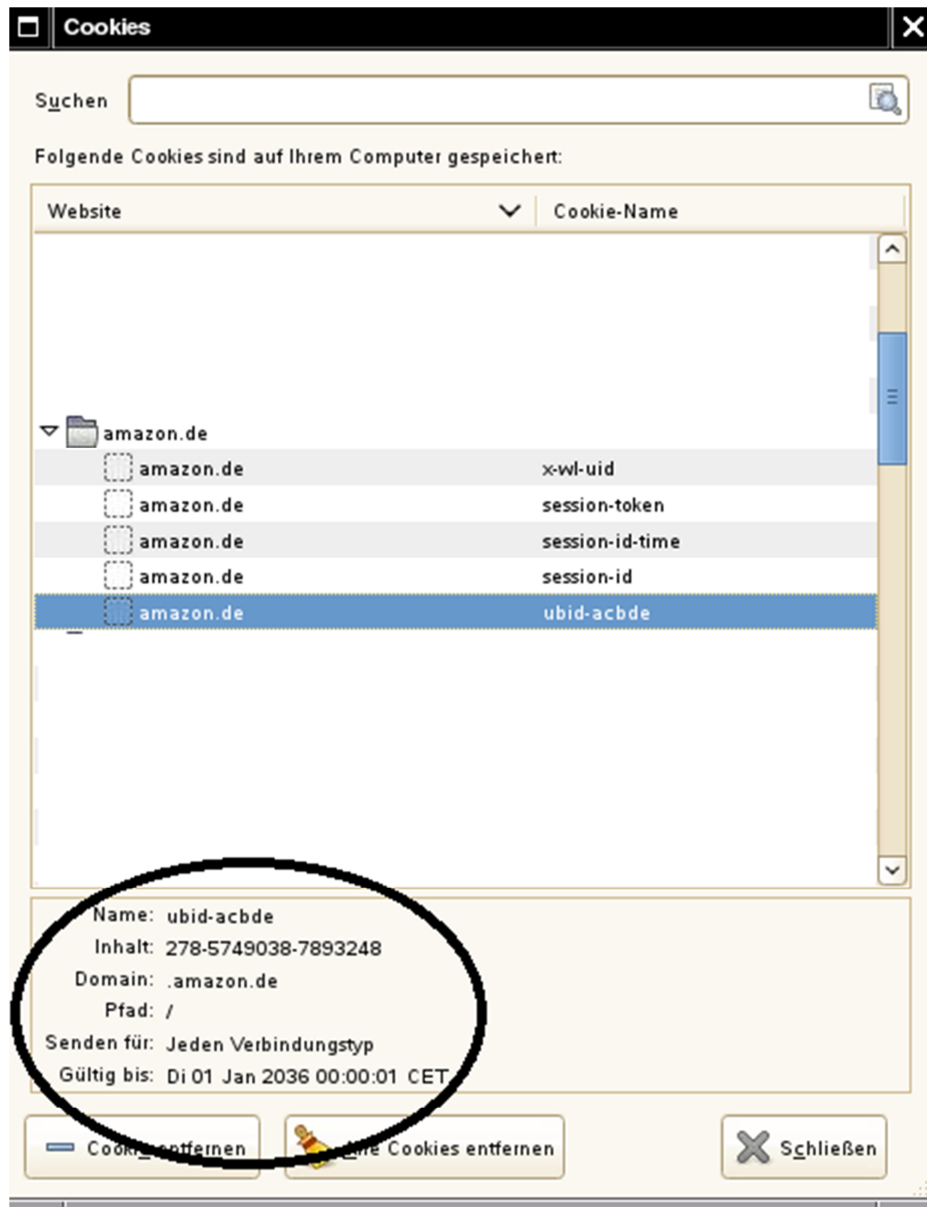 Cookies
Suchen
Folgende Cookies sind auf Ihrem Computer gespeichert:
Website Cookie-Name
amazon.de
amazon.de x-wl-uid
amazon.de session-token
amazon.de session-id-time
amazon.de session-id
amazon.de ubid-acbde
Name: ubid-acbde
Inhalt: 278-5749038-7893248
Domain: .amazon.de
Pfad: /
Senden für: Jeden Verbindungstyp
Gültig bis: Di 01 Jan 2036 00:00:01 CET
Cookie entfernen Alle Cookies entfernen Schließen